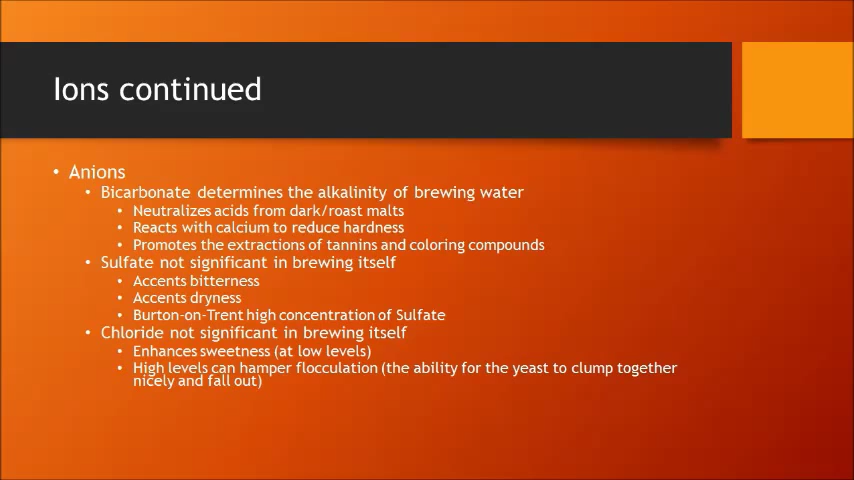 Ions continued
• Anions
• Bicarbonate determines the alkalinity of brewing water
• Neutralizes acids from dark/roast malts
• Reacts with calcium to reduce hardness
• Promotes the extractions of tannins and coloring compounds
• Sulfate not significant in brewing itself
• Accents bitterness
• Accents dryness
• Burton-on-Trent high concentration of Sulfate
• Chloride not significant in brewing itself
• Enhances sweetness (at low levels)
• High levels can hamper flocculation (the ability for the yeast to clump together
nicely and fall out)